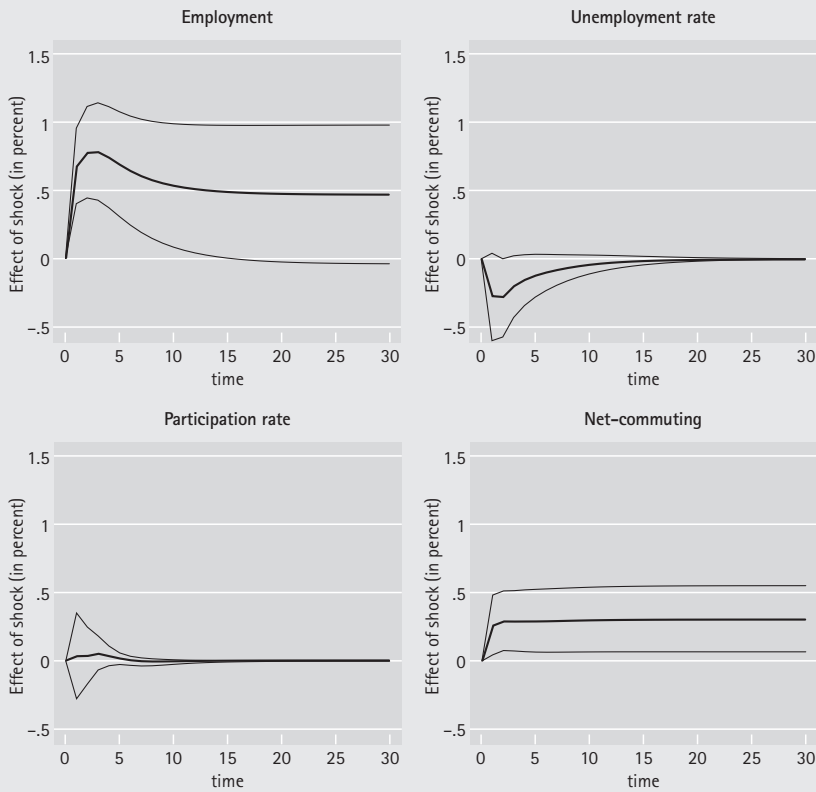 Employment
Effect of shock (in percent)
1.5
1
.5
0
-.5
0 5 10 15 20 25 30
time
Unemployment rate
Effect of shock (in percent)
1.5
1
.5
0
-.5
0 5 10 15 20 25 30
time
Participation rate
Effect of shock (in percent)
1.5
1
.5
0
-.5
0 5 10 15 20 25 30
time
Net-commuting
Effect of shock (in percent)
1.5
1
.5
0
-.5
0 5 10 15 20 25 30
time